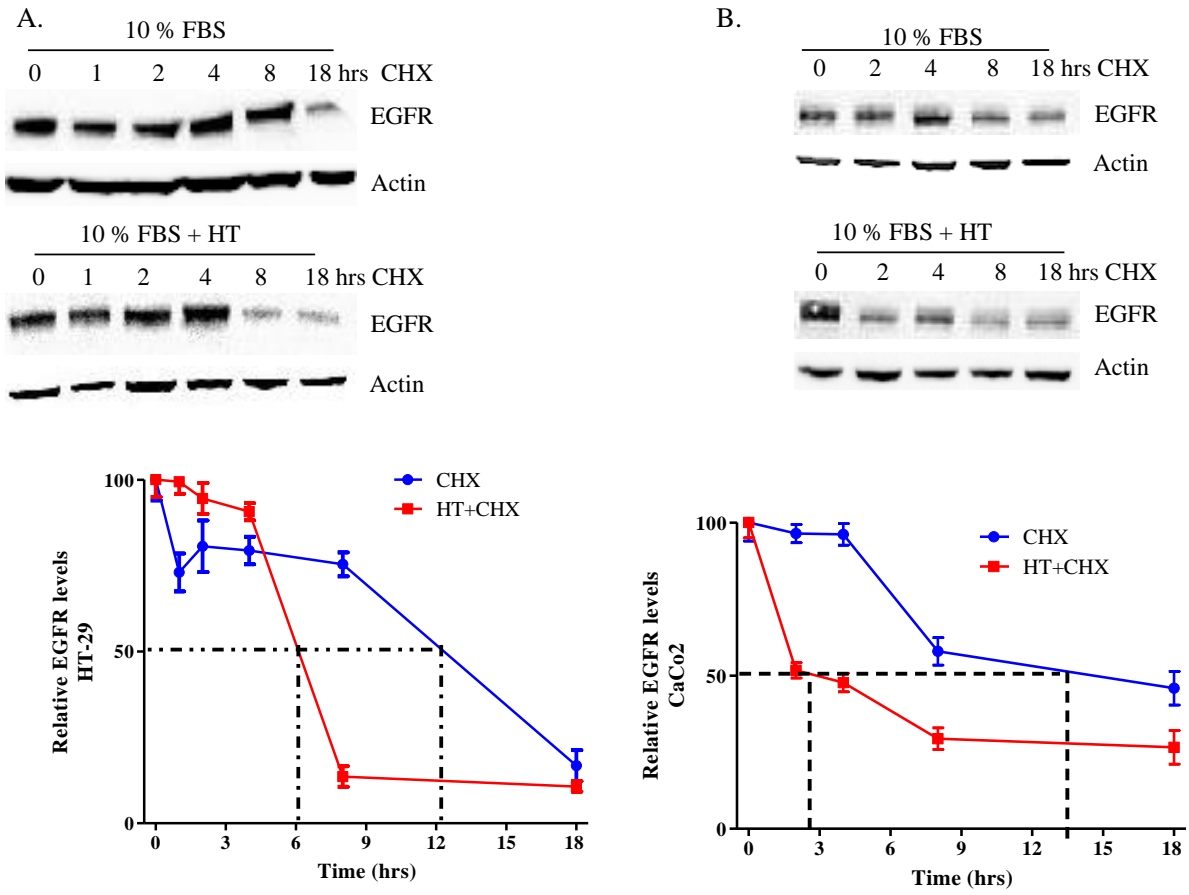 A.
10 % FBS
0 1 2 4 8 18 hrs CHX
EGFR
Actin
10 % FBS + HT
0 1 2 4 8 18 hrs CHX
EGFR
Actin
100
50
0
Relative EGFR levels
HT-29
CHX
HT+CHX
0 3 6 9 12 15 18
Time (hrs)
B.
10 % FBS
0 2 4 8 18 hrs CHX
EGFR
Actin
10 % FBS + HT
0 2 4 8 18 hrs CHX
EGFR
Actin
100
50
0
Relative EGFR levels
CaCo2
CHX
HT+CHX
0 3 6 9 12 15 18
Time (hrs)